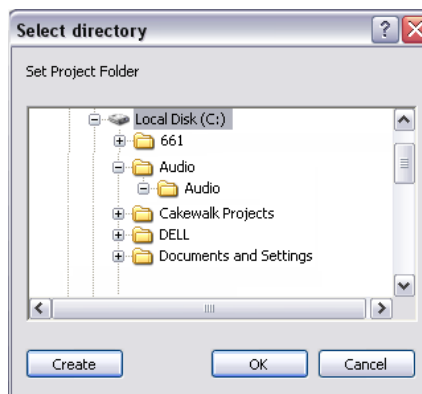 Select directory
Set Project Folder
Local Disk (C:)
661
Audio
Audio
Cakewalk Projects
DELL
Documents and Settings
Create OK Cancel